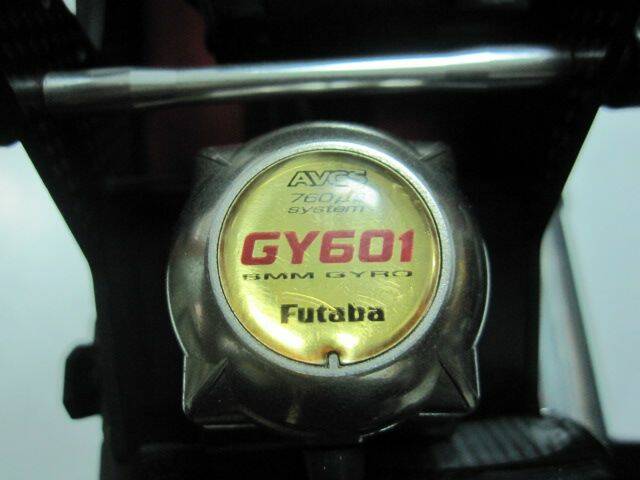 AVCS
760µs
system
GY601
SMM GYRO
Futaba